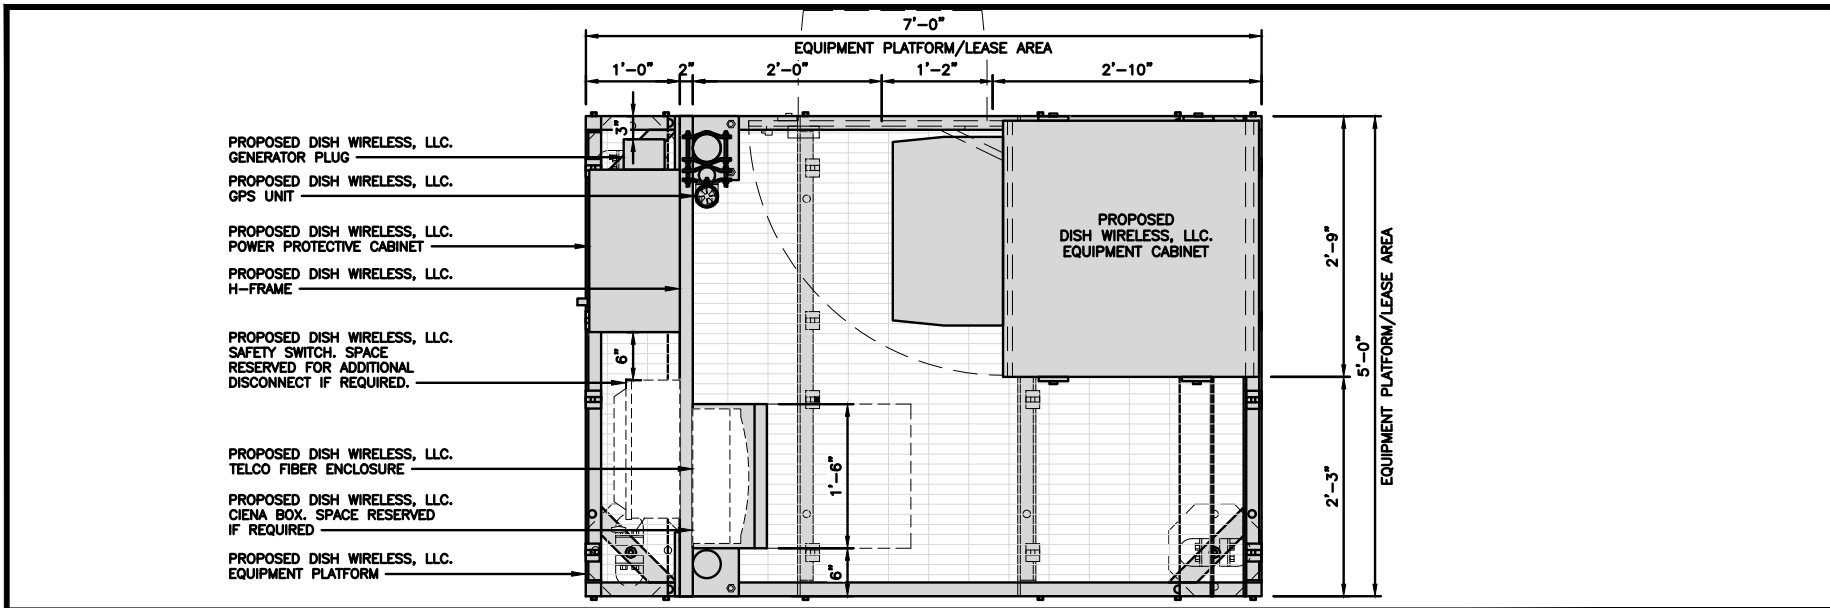 7'-0"
EQUIPMENT PLATFORM/LEASE AREA
1'-0"
2"
2'-0"
1'-2"
2'-10"
3"
PROPOSED DISH WIRELESS, LLC.
GENERATOR PLUG
PROPOSED DISH WIRELESS, LLC.
GPS UNIT
PROPOSED DISH WIRELESS, LLC.
POWER PROTECTIVE CABINET
PROPOSED DISH WIRELESS, LLC.
H-FRAME
PROPOSED DISH WIRELESS, LLC.
SAFETY SWITCH. SPACE
RESERVED FOR ADDITIONAL
DISCONNECT IF REQUIRED.
PROPOSED DISH WIRELESS, LLC.
TELCO FIBER ENCLOSURE
PROPOSED DISH WIRELESS, LLC.
CIENA BOX. SPACE RESERVED
IF REQUIRED
PROPOSED DISH WIRELESS, LLC.
EQUIPMENT PLATFORM
6"
1'-6"
6"
PROPOSED
DISH WIRELESS, LLC.
EQUIPMENT CABINET
2'-9"
2'-3"
5'-0"
EQUIPMENT PLATFORM/LEASE AREA